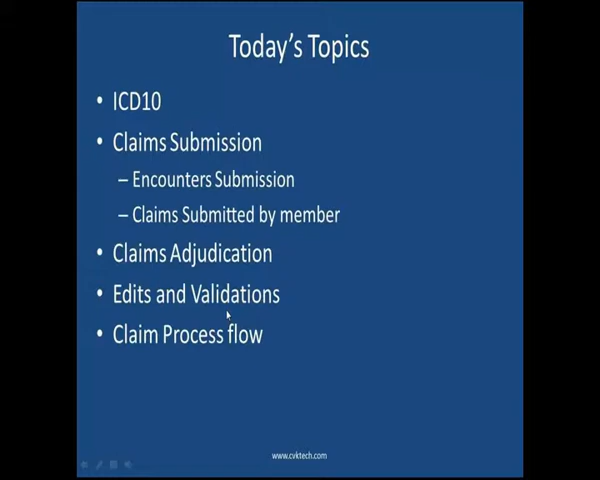 Today's Topics
• ICD10
• Claims Submission
– Encounters Submission
– Claims Submitted by member
• Claims Adjudication
• Edits and Validations
• Claim Process flow
www.cvktech.com